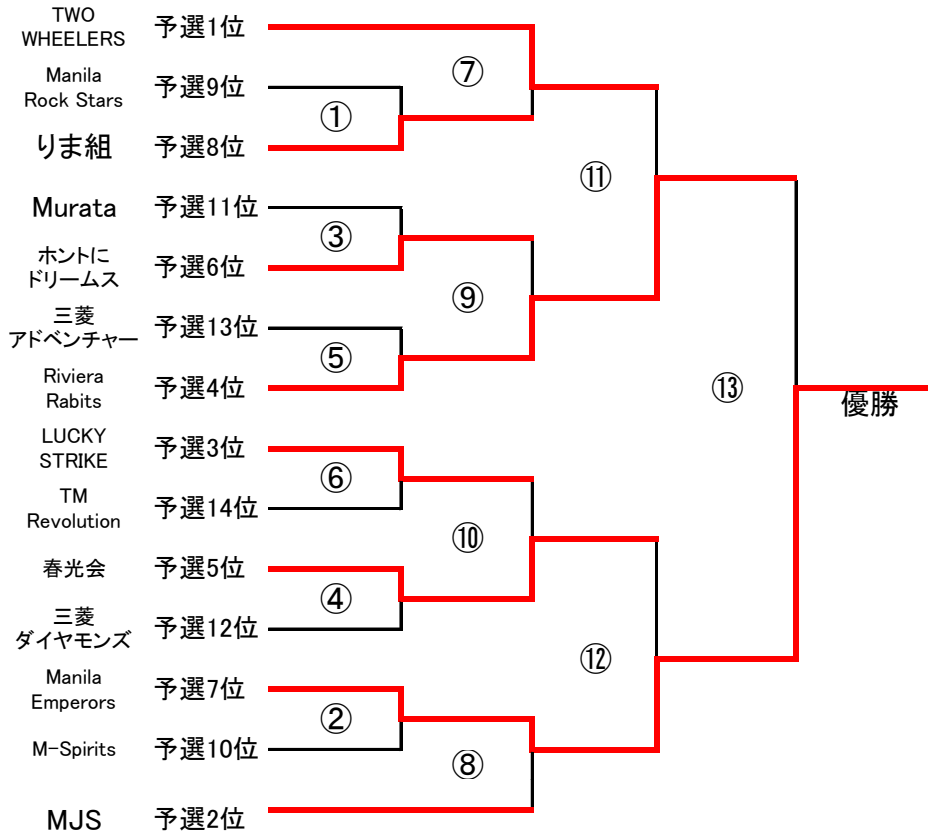 TWO
WHEELERS
予選1位
Manila
Rock Stars
予選9位
りま組
予選8位
Murata
予選11位
ホントに
ドリームス
予選6位
三菱
アドベンチャー
予選13位
Riviera
Rabits
予選4位
LUCKY
STRIKE
予選3位
TM
Revolution
予選14位
春光会
予選5位
三菱
ダイヤモンズ
予選12位
Manila
Emperors
予選7位
M-Spirits
予選10位
MJS
予選2位
①
③
⑤
⑥
④
②
⑦
⑨
⑩
⑧
⑪
⑫
⑬
優勝